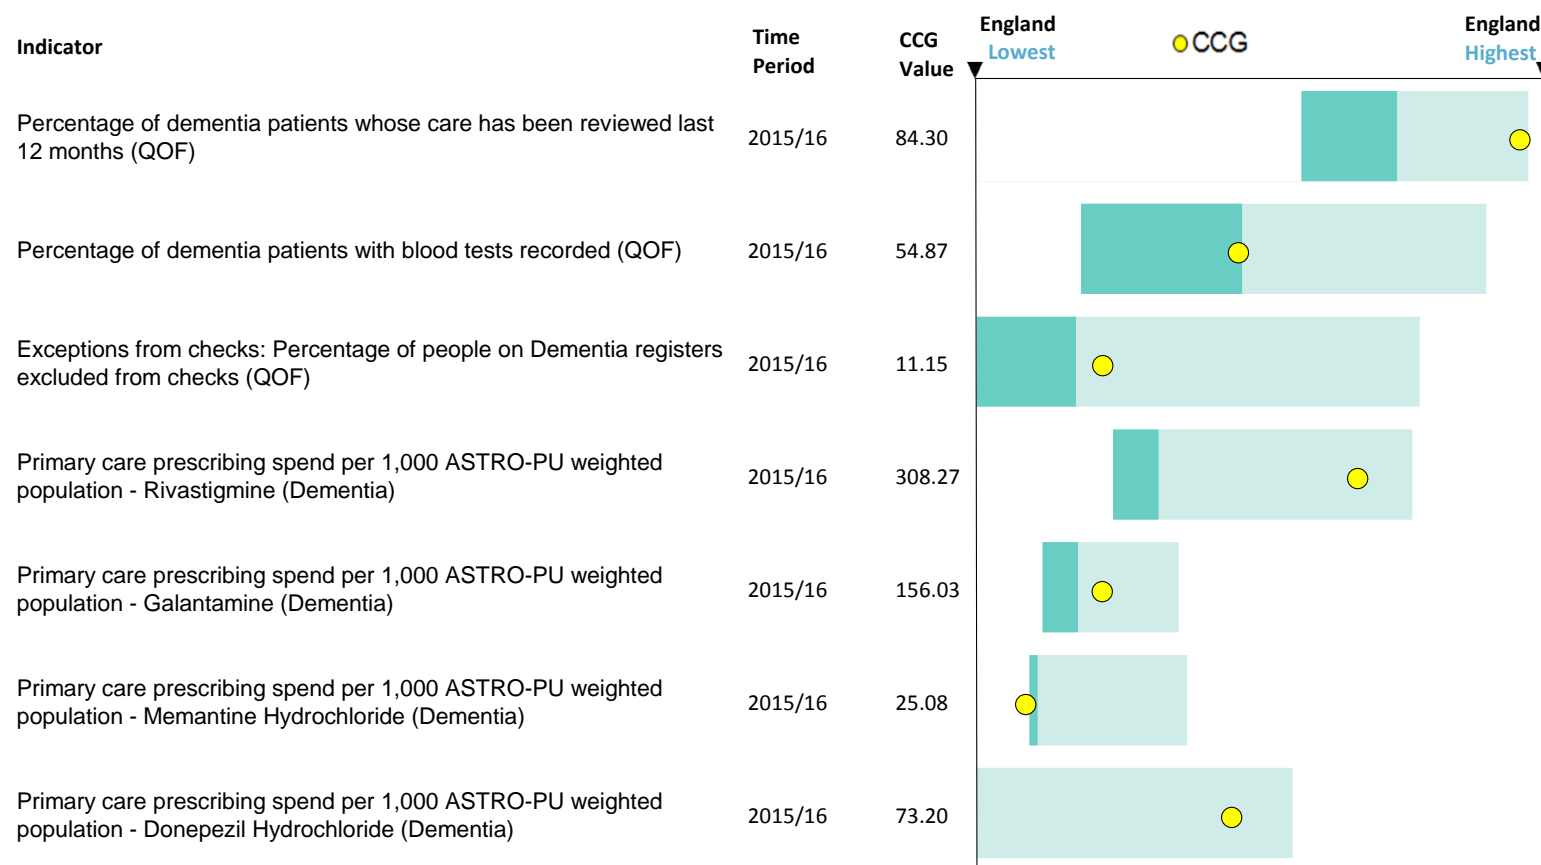 Indicator
Time Period
CCG Value
England Lowest
CCG
England Highest
Percentage of dementia patients whose care has been reviewed last
12 months (QOF)
2015/16
84.30
Percentage of dementia patients with blood tests recorded (QOF)
2015/16
54.87
Exceptions from checks: Percentage of people on Dementia registers
excluded from checks (QOF)
2015/16
11.15
Primary care prescribing spend per 1,000 ASTRO-PU weighted
population - Rivastigmine (Dementia)
2015/16
308.27
Primary care prescribing spend per 1,000 ASTRO-PU weighted
population - Galantamine (Dementia)
2015/16
156.03
Primary care prescribing spend per 1,000 ASTRO-PU weighted
population - Memantine Hydrochloride (Dementia)
2015/16
25.08
Primary care prescribing spend per 1,000 ASTRO-PU weighted
population - Donepezil Hydrochloride (Dementia)
2015/16
73.20